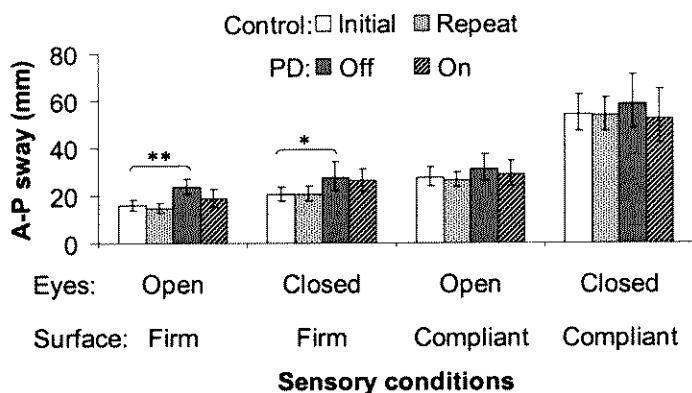 Control: Initial Repeat
PD: Off On
A-P sway (mm)
80
60
40
20
0
**
*
Eyes: Open Closed Open Closed
Surface: Firm Firm Compliant Compliant
Sensory conditions